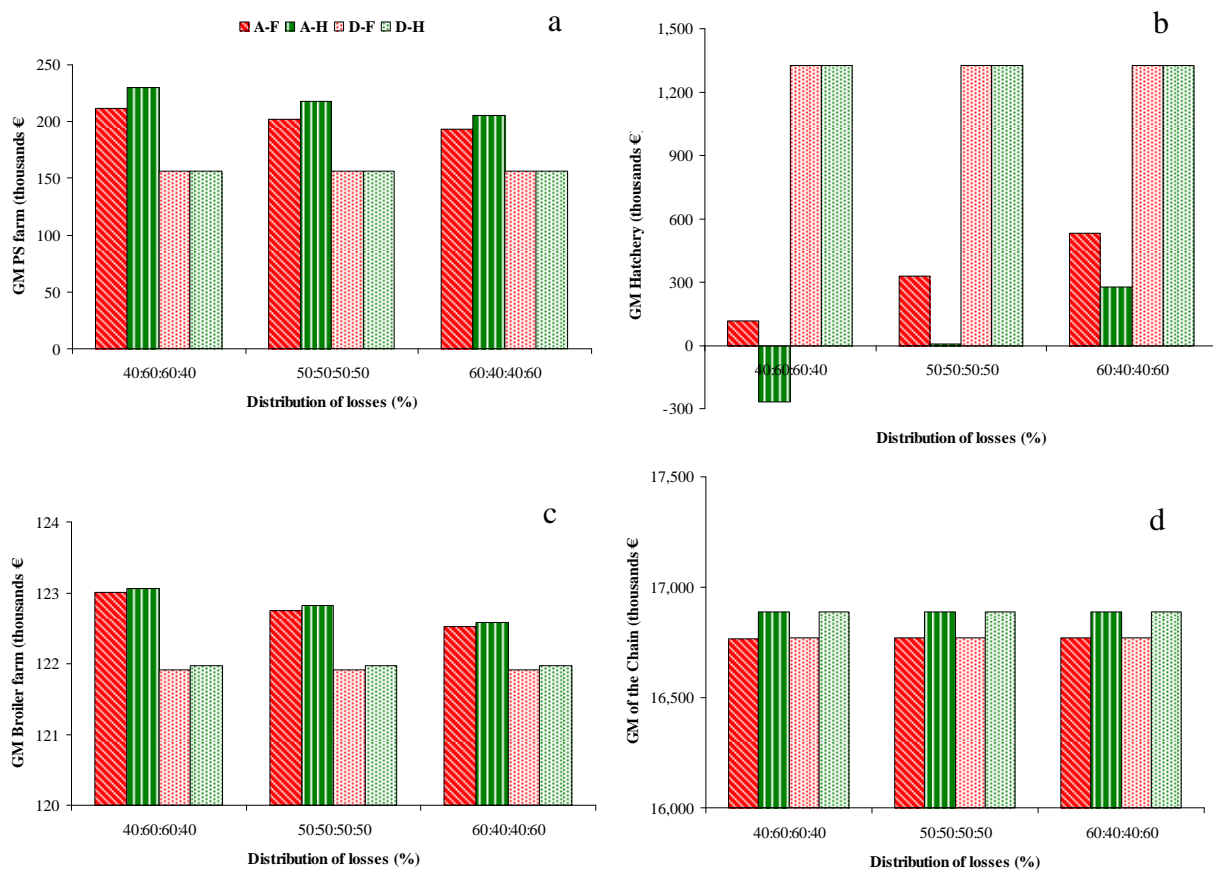 A-F A-H D-F D-H
a
250
200
150
100
50
0
GM PS farm (thousands €
40:60:60:40 50:50:50:50 60:40:40:60
Distribution of losses (%)
b
1,500
1,200
900
600
300
0
-300
GM Hatchery (thousands €)
40:60:60:40 50:50:50:50 60:40:40:60
Distribution of losses (%)
c
124
123
122
121
120
GM Broiler farm (thousands €
40:60:60:40 50:50:50:50 60:40:40:60
Distribution of losses (%)
d
17,500
17,000
16,500
16,000
GM of the Chain (thousands €
40:60:60:40 50:50:50:50 60:40:40:60
Distribution of losses (%)